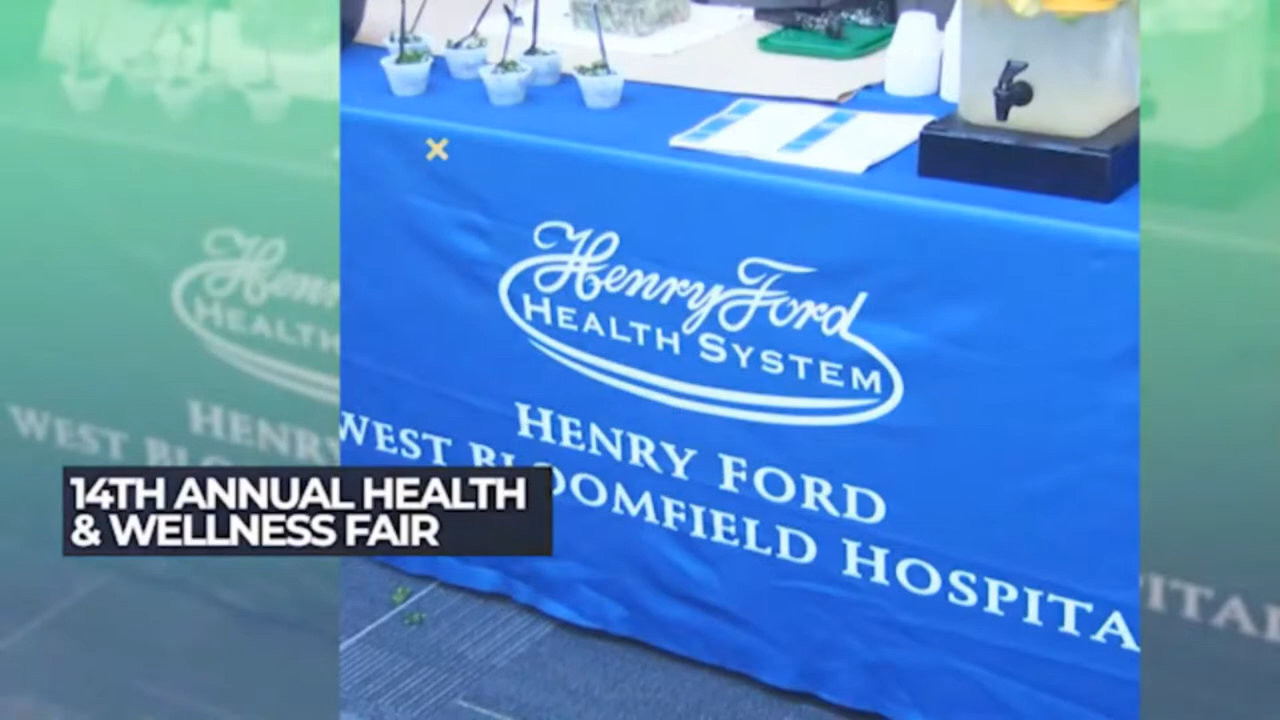 Henry Ford
HEALTH SYSTEM
HENRY FORD
WEST BLOOMFIELD HOSPITA
14TH ANNUAL HEALTH
& WELLNESS FAIR